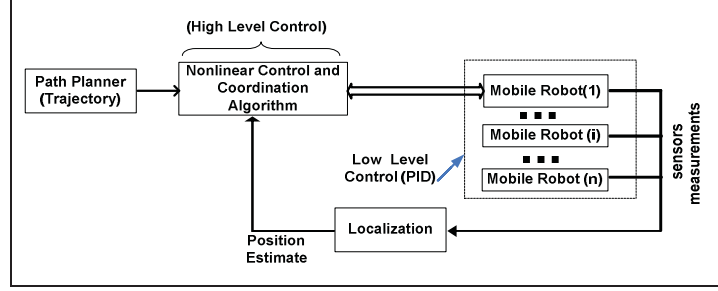 (High Level Control)
Path Planner
(Trajectory)
Nonlinear Control and
Coordination
Algorithm
Mobile Robot(1)
Mobile Robot (i)
Mobile Robot (n)
Low Level
Control (PID)
sensors
measurements
Localization
Position
Estimate